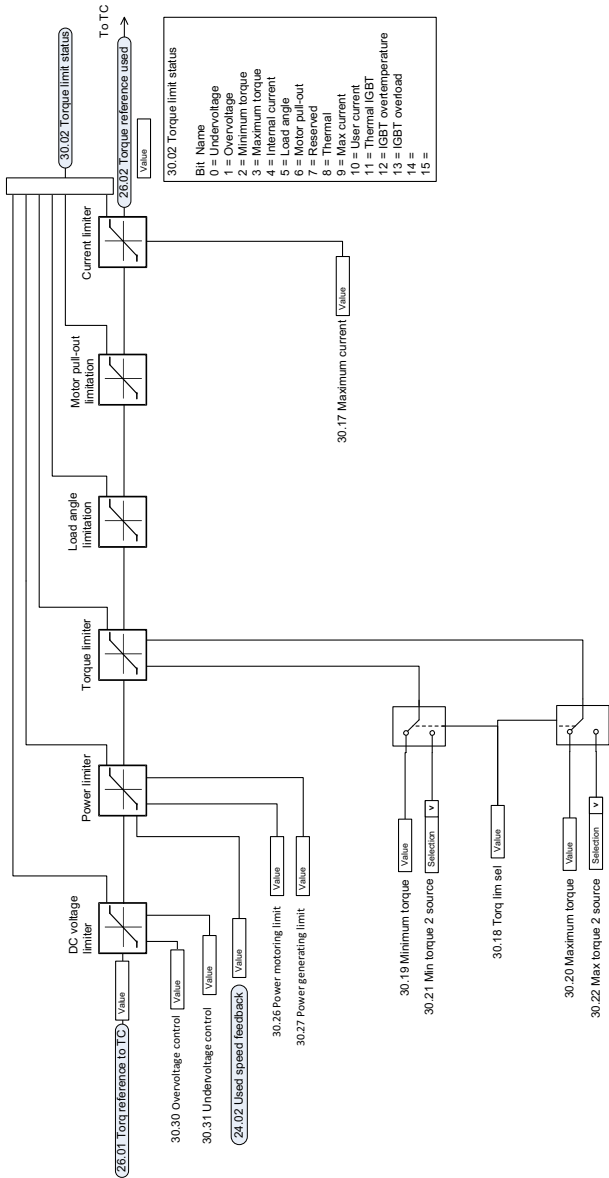 26.01 Torq reference to TC
Value
30.30 Overvoltage control
Value
30.31 Undervoltage control
Value
24.02 Used speed feedback
Value
30.26 Power motoring limit
Value
30.27 Power generating limit
Value
DC voltage
limiter
Power limiter
Torque limiter
Load angle
limitation
Motor pull-out
limitation
Current limiter
30.02 Torque limit status
26.02 Torque reference used
Value
To TC
30.19 Minimum torque
Value
30.21 Min torque 2 source
Selection
v
30.18 Torq lim sel
Value
30.20 Maximum torque
Value
30.22 Max torque 2 source
Selection
v
30.17 Maximum current
Value
30.02 Torque limit status
Bit Name
0 = Undervoltage
1 = Overvoltage
2 = Minimum torque
3 = Maximum torque
4 = Internal current
5 = Load angle
6 = Motor pull-out
7 = Reserved
8 = Thermal
9 = Max current
10 = User current
11 = Thermal IGBT
12 = IGBT overtemperature
13 = IGBT overload
14 =
15 =